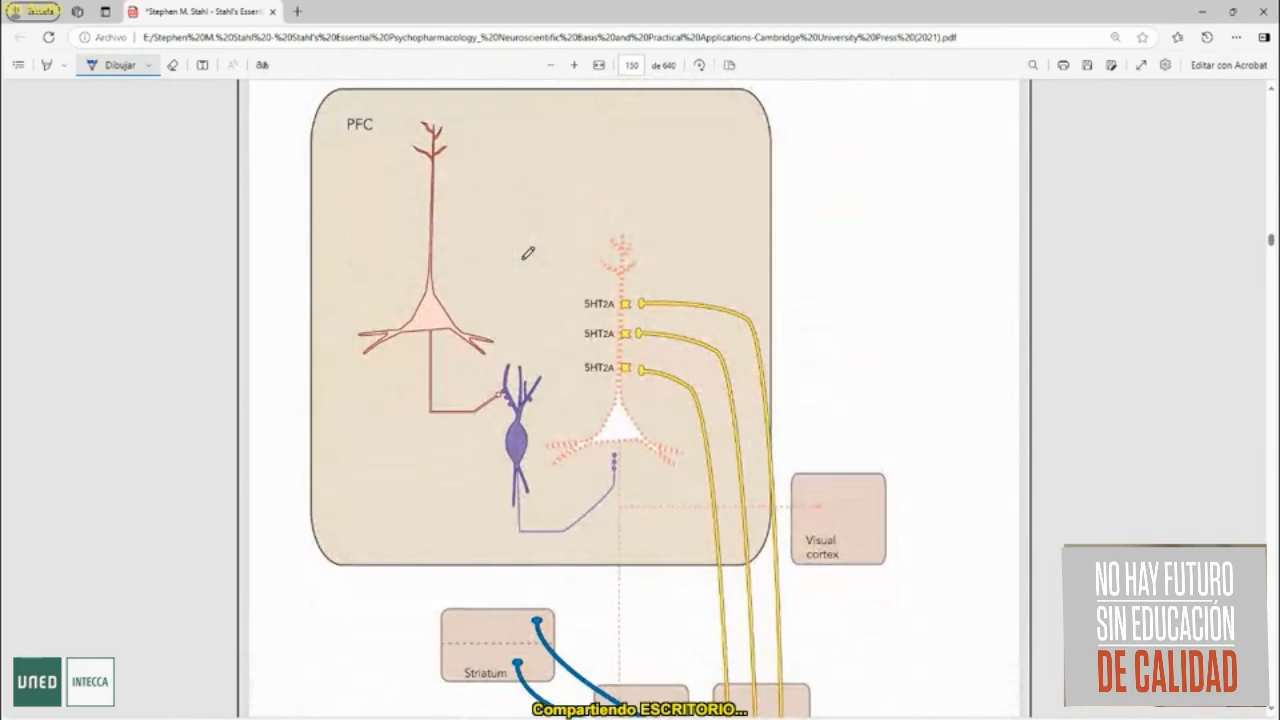 Escuela
*Stephen M. Stahl - Stahl's Essen
Archivo
E:/Stephen%20M.%20Stahl%20-%20Stahl's%20Essential%20Psychopharmacology_%20Neuroscientific%20Basis%20and%20Practical%20Applications-Cambridge%20University%20Press%20(2021).pdf
Dibujar
150
de 640
Editar con Acrobat
PFC
5HT2A
5HT2A
5HT2A
Visual
cortex
Striatum
NO HAY FUTURO
SIN EDUCACIÓN
DE CALIDAD
UNED
INTECCA
Compartiendo ESCRITORIO...